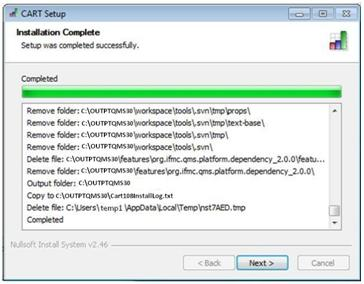 CART Setup
Installation Complete
Setup was completed successfully.
Completed
Remove folder: C:\OUTPTQMS30\workspace\tools\.svn\tmp\props\
Remove folder: C:\OUTPTQMS30\workspace\tools\.svn\tmp\text-base\
Remove folder: C:\OUTPTQMS30\workspace\tools\.svn\tmp\
Remove folder: C:\OUTPTQMS30\workspace\tools\.svn\
Delete file: C:\OUTPTQMS30\features\org.ifmc.qms.platform.dependency_2.0.0\featu...
Remove folder: C:\OUTPTQMS30\features\org.ifmc.qms.platform.dependency_2.0.0\
Output folder: C:\OUTPTQMS30
Copy to C:\OUTPTQMS30\Cart108InstallLog.txt
Delete file: C:\Users\temp1\AppData\Local\Temp\nst7AED.tmp
Completed
Nullsoft Install System v2.46
< Back Next > Cancel